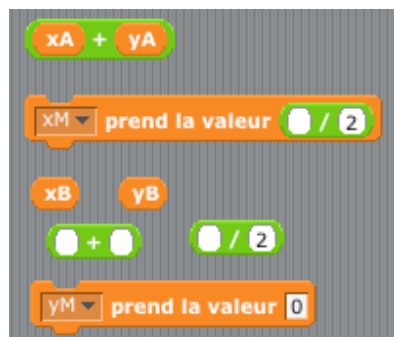 xA + yA
xM prend la valeur / 2
xB yB
+ / 2
yM prend la valeur 0